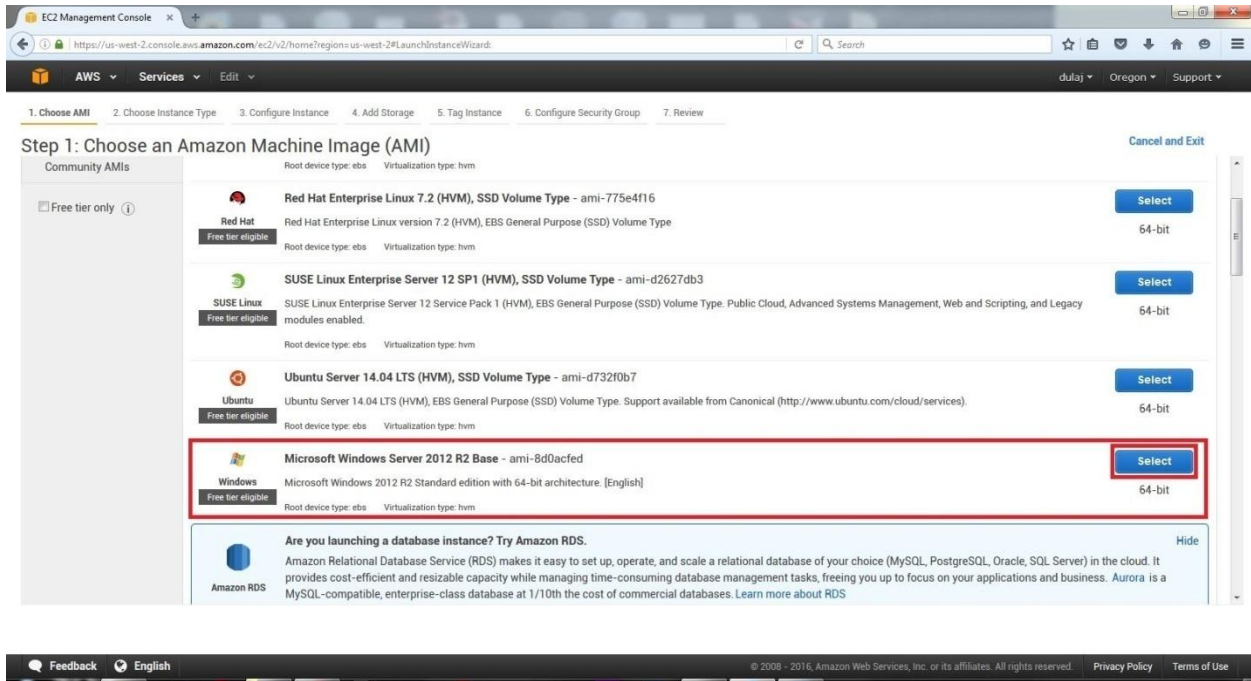 EC2 Management Console
https://us-west-2.console.aws.amazon.com/ec2/v2/home?region=us-west-2#LaunchInstanceWizard:
Search
AWS Services Edit dulaj Oregon Support
1. Choose AMI 2. Choose Instance Type 3. Configure Instance 4. Add Storage 5. Tag Instance 6. Configure Security Group 7. Review
Step 1: Choose an Amazon Machine Image (AMI)
Cancel and Exit
Community AMIs
Free tier only
Root device type: ebs Virtualization type: hvm
Red Hat
Free tier eligible
Red Hat Enterprise Linux 7.2 (HVM), SSD Volume Type - ami-775e4f16
Red Hat Enterprise Linux version 7.2 (HVM), EBS General Purpose (SSD) Volume Type
Root device type: ebs Virtualization type: hvm
Select
64-bit
SUSE Linux
Free tier eligible
SUSE Linux Enterprise Server 12 SP1 (HVM), SSD Volume Type - ami-d2627db3
SUSE Linux Enterprise Server 12 Service Pack 1 (HVM), EBS General Purpose (SSD) Volume Type. Public Cloud, Advanced Systems Management, Web and Scripting, and Legacy
modules enabled.
Root device type: ebs Virtualization type: hvm
Select
64-bit
Ubuntu
Free tier eligible
Ubuntu Server 14.04 LTS (HVM), SSD Volume Type - ami-d732f0b7
Ubuntu Server 14.04 LTS (HVM), EBS General Purpose (SSD) Volume Type. Support available from Canonical (http://www.ubuntu.com/cloud/services).
Root device type: ebs Virtualization type: hvm
Select
64-bit
Windows
Free tier eligible
Microsoft Windows Server 2012 R2 Base - ami-8d0acfed
Microsoft Windows 2012 R2 Standard edition with 64-bit architecture. [English]
Root device type: ebs Virtualization type: hvm
Select
64-bit
Amazon RDS
Are you launching a database instance? Try Amazon RDS.
Hide
Amazon Relational Database Service (RDS) makes it easy to set up, operate, and scale a relational database of your choice (MySQL, PostgreSQL, Oracle, SQL Server) in the cloud. It
provides cost-efficient and resizable capacity while managing time-consuming database management tasks, freeing you up to focus on your applications and business. Aurora is a
MySQL-compatible, enterprise-class database at 1/10th the cost of commercial databases. Learn more about RDS
Feedback English
© 2008 - 2016, Amazon Web Services, Inc. or its affiliates. All rights reserved. Privacy Policy Terms of Use